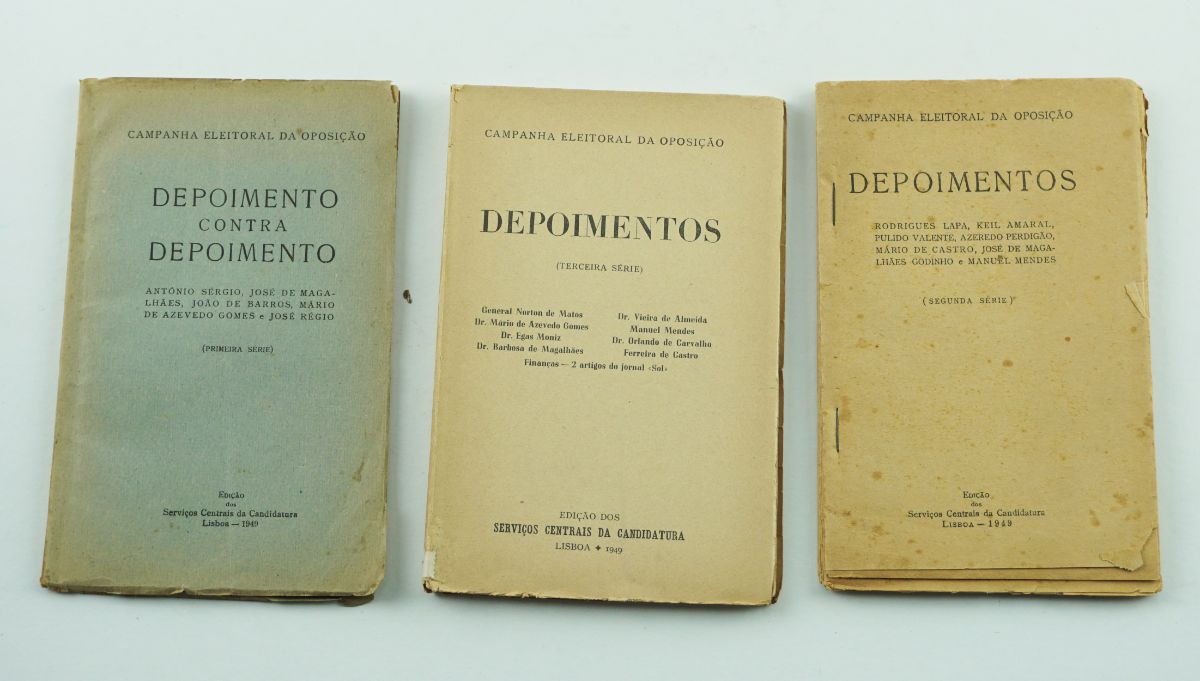 CAMPANHA ELEITORAL DA OPOSIÇÃO
DEPOIMENTO
CONTRA
DEPOIMENTO
ANTÓNIO SÉRGIO, JOSÉ DE MAGA-
LHÃES, JOÃO DE BARROS, MÁRIO
DE AZEVEDO GOMES e JOSÉ RÉGIO
(PRIMEIRA SÉRIE)
EDIÇÃO
dos
Serviços Centrais da Candidatura
Lisboa — 1949
CAMPANHA ELEITORAL DA OPOSIÇÃO
DEPOIMENTOS
(TERCEIRA SÉRIE)
General Norton de Matos
Dr. Mário de Azevedo Gomes
Dr. Egas Moniz
Dr. Barbosa de Magalhães
Dr. Vieira de Almeida
Manuel Mendes
Dr. Orlando de Carvalho
Ferreira de Castro
Finanças — 2 artigos do jornal «Sol»
EDIÇÃO DOS
SERVIÇOS CENTRAIS DA CANDIDATURA
LISBOA ✦ 1949
CAMPANHA ELEITORAL DA OPOSIÇÃO
DEPOIMENTOS
RODRIGUES LAPA, KEIL AMARAL,
PULIDO VALENTE, AZEREDO PERDIGÃO,
MÁRIO DE CASTRO, JOSÉ DE MAGA-
LHÃES GODINHO e MANUEL MENDES
(SEGUNDA SÉRIE)
EDIÇÃO
dos
Serviços Centrais da Candidatura
LISBOA — 1949